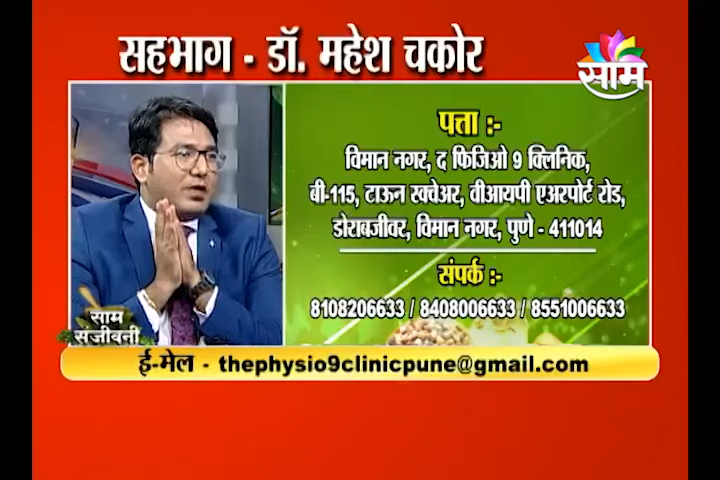 सहभाग - डॉ. महेश चकोर
साम
पत्ता :-
विमान नगर, द फिजिओ 9 क्लिनिक,
बी-115, टाऊन स्क्वेअर, वीआयपी एअरपोर्ट रोड,
डोराबजीवर, विमान नगर, पुणे - 411014
संपर्क :-
8108206633 / 8408006633 / 8551006633
साम
संजीवनी
ई-मेल - thephysio9clinicpune@gmail.com